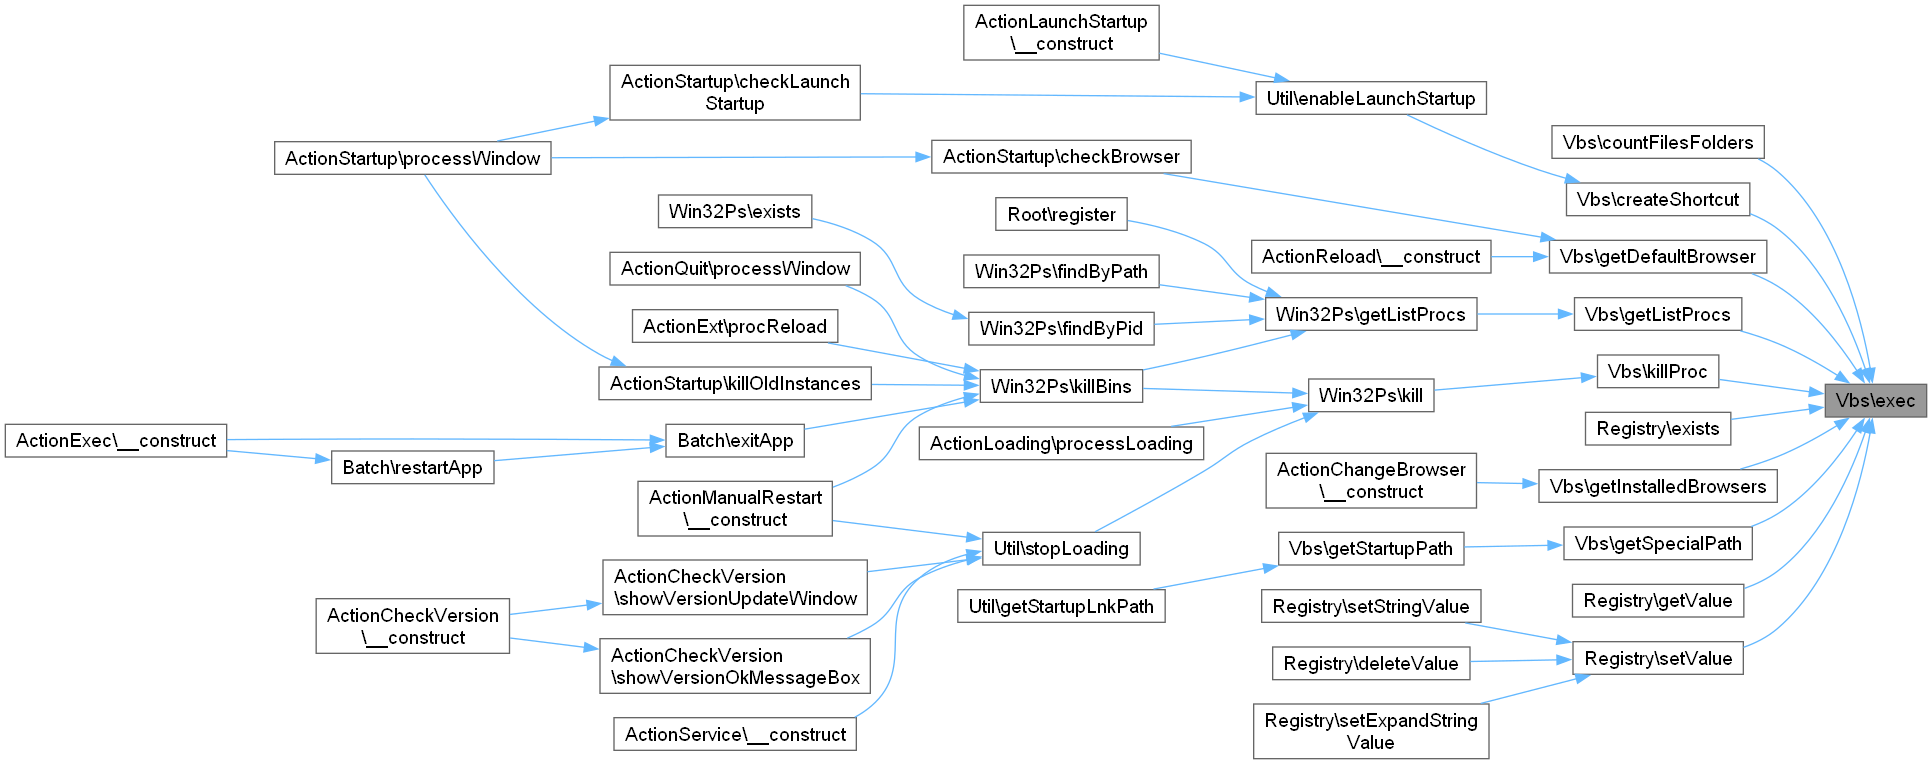 ActionLaunchStartup
\__construct
ActionStartup\checkLaunch
Startup
Util\enableLaunchStartup
ActionStartup\processWindow
ActionStartup\checkBrowser
Vbs\countFilesFolders
Vbs\createShortcut
Win32Ps\exists
Root\register
ActionQuit\processWindow
Win32Ps\findByPath
ActionReload\__construct
Vbs\getDefaultBrowser
ActionExt\procReload
Win32Ps\findByPid
Win32Ps\getListProcs
Vbs\getListProcs
ActionStartup\killOldInstances
Win32Ps\killBins
Win32Ps\kill
Vbs\killProc
Vbs\exec
ActionExec\__construct
Batch\restartApp
Batch\exitApp
ActionLoading\processLoading
Registry\exists
ActionChangeBrowser
\__construct
Vbs\getInstalledBrowsers
ActionManualRestart
\__construct
Util\stopLoading
Vbs\getStartupPath
Vbs\getSpecialPath
ActionCheckVersion
\showVersionUpdateWindow
Util\getStartupLnkPath
Registry\setStringValue
Registry\getValue
ActionCheckVersion
\__construct
ActionCheckVersion
\showVersionOkMessageBox
Registry\deleteValue
Registry\setValue
ActionService\__construct
Registry\setExpandString
Value